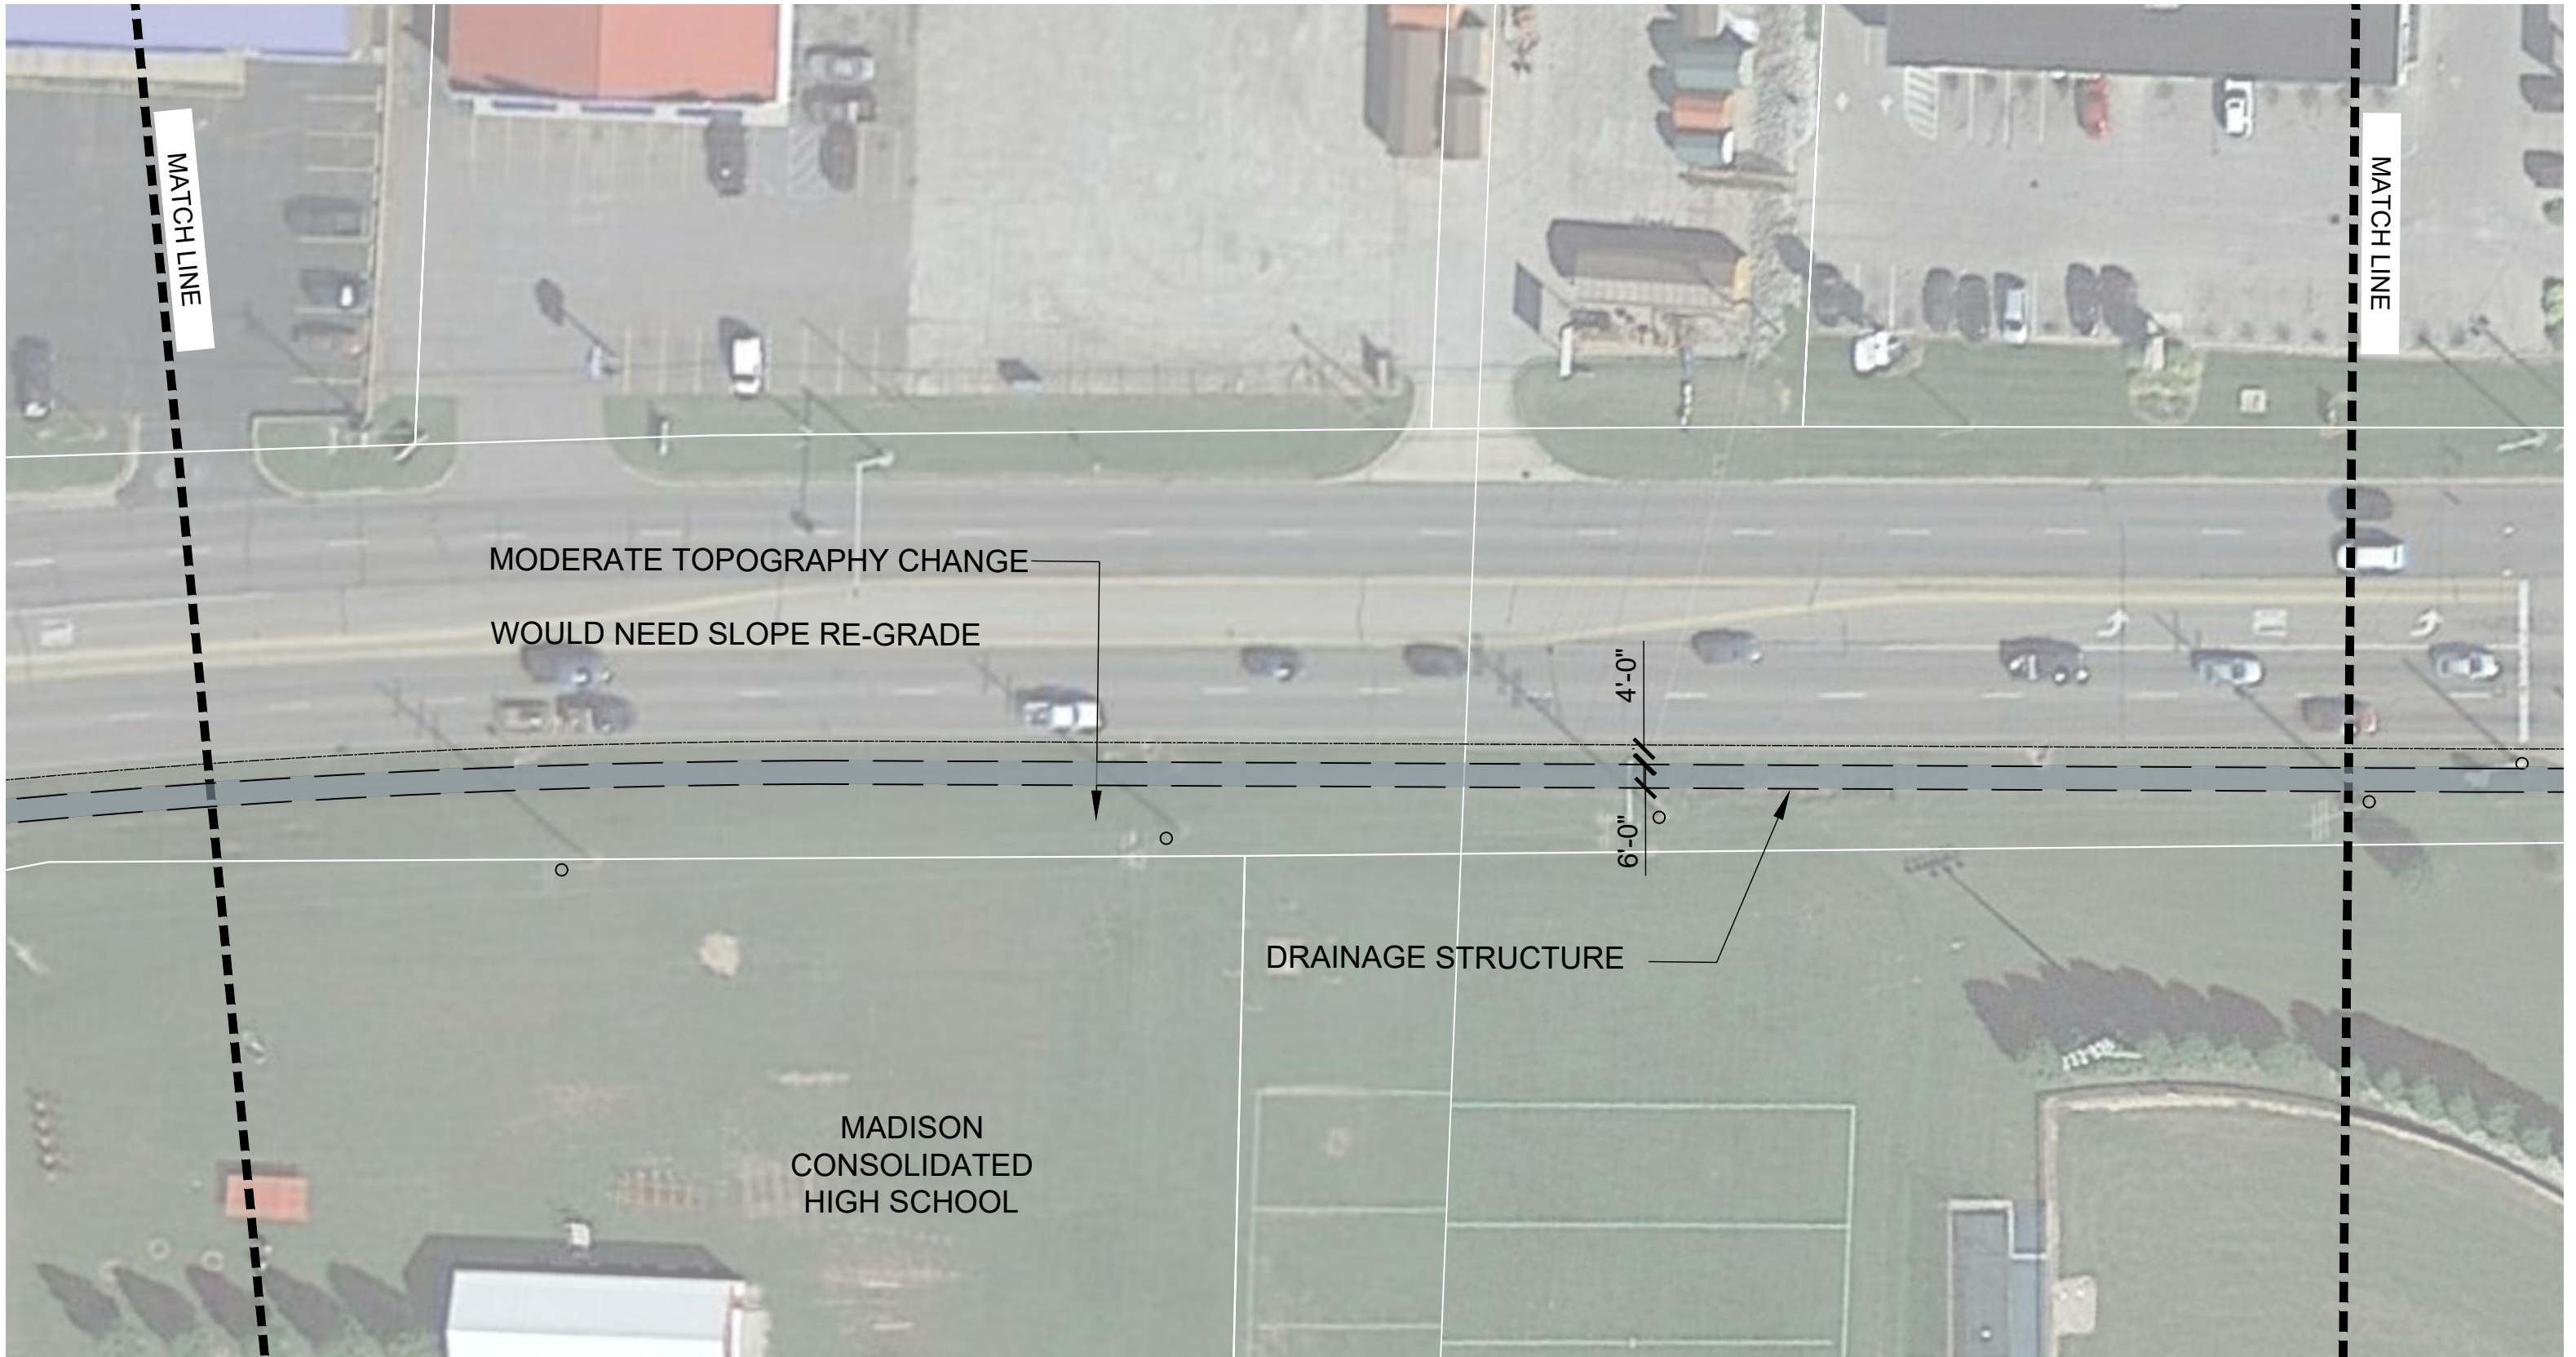 MATCH LINE
MATCH LINE
MODERATE TOPOGRAPHY CHANGE
WOULD NEED SLOPE RE-GRADE
4'-0"
6'-0"
DRAINAGE STRUCTURE
MADISON
CONSOLIDATED
HIGH SCHOOL